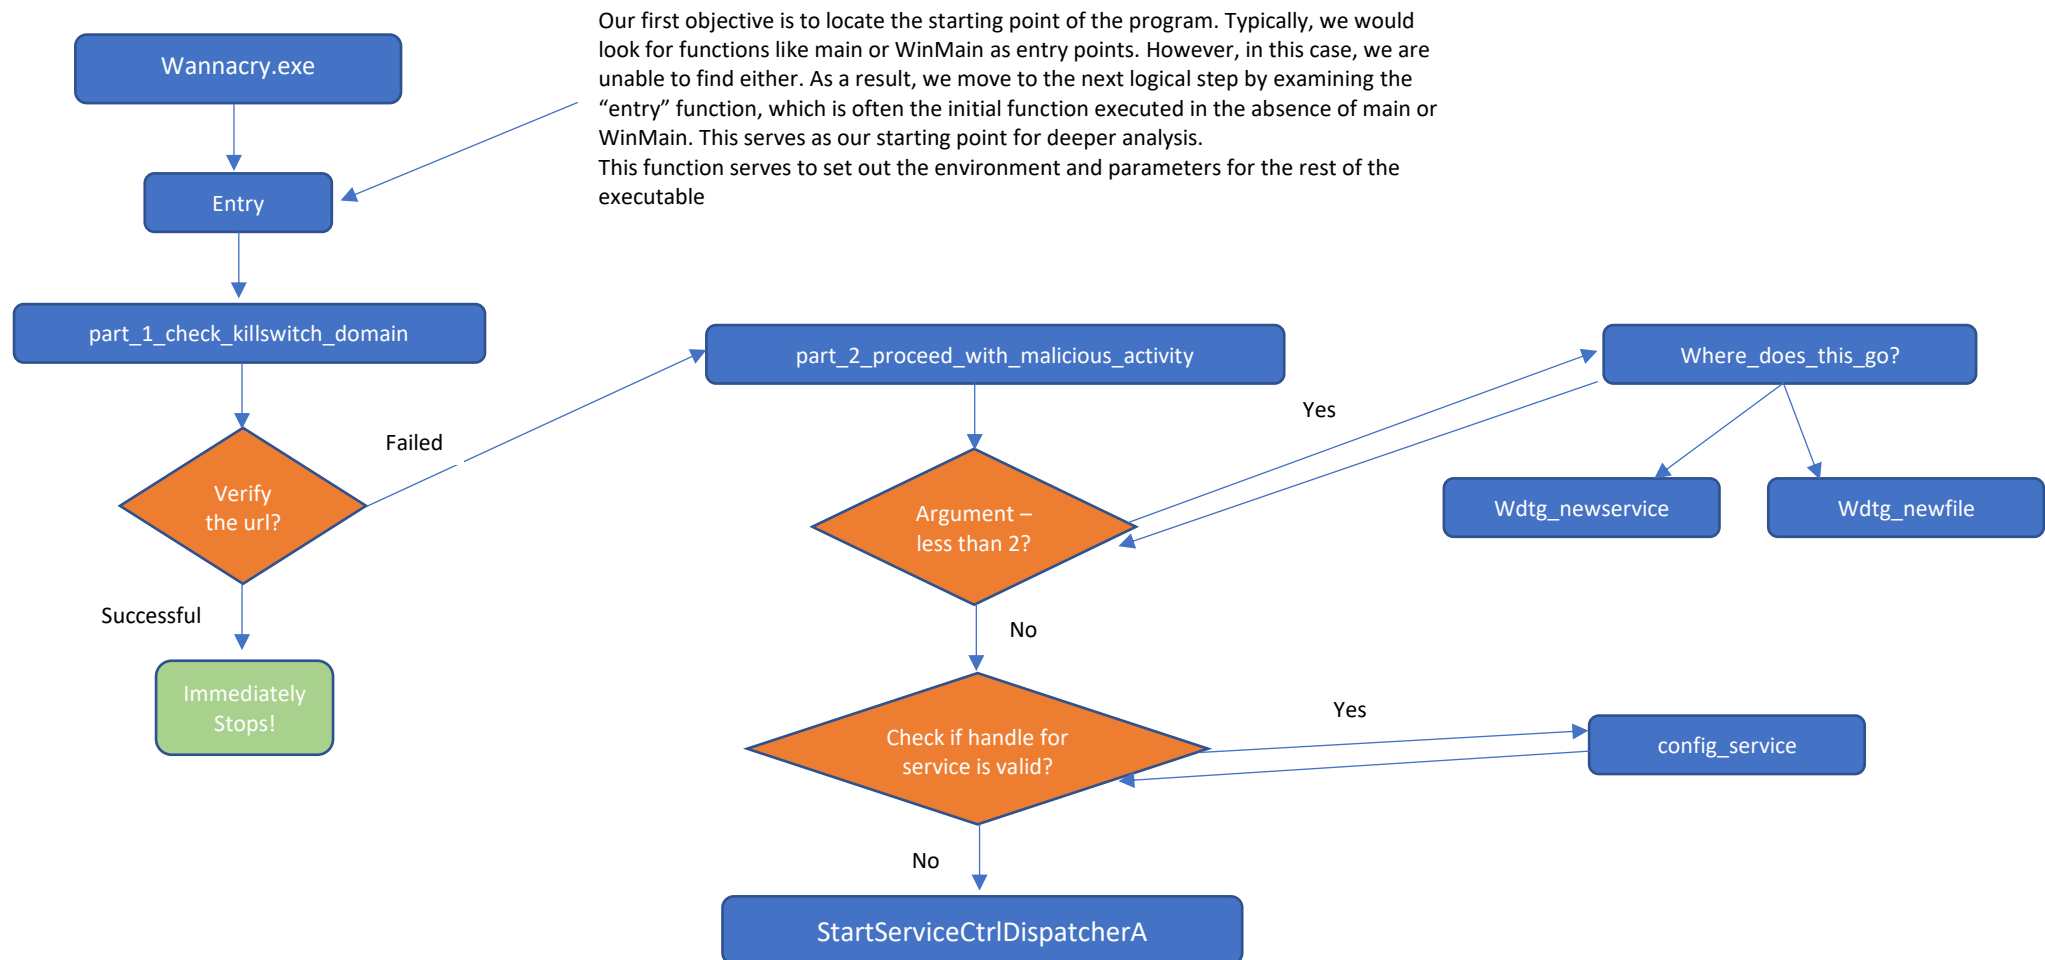 Our first objective is to locate the starting point of the program. Typically, we would
look for functions like main or WinMain as entry points. However, in this case, we are
unable to find either. As a result, we move to the next logical step by examining the
“entry” function, which is often the initial function executed in the absence of main or
WinMain. This serves as our starting point for deeper analysis.
This function serves to set out the environment and parameters for the rest of the
executable
Wannacry.exe
Entry
part_1_check_killswitch_domain
Verify
the url?
Failed
Successful
Immediately
Stops!
part_2_proceed_with_malicious_activity
Argument –
less than 2?
Yes
Where_does_this_go?
Wdtg_newservice
Wdtg_newfile
No
Check if handle for
service is valid?
Yes
config_service
No
StartServiceCtrlDispatcherA